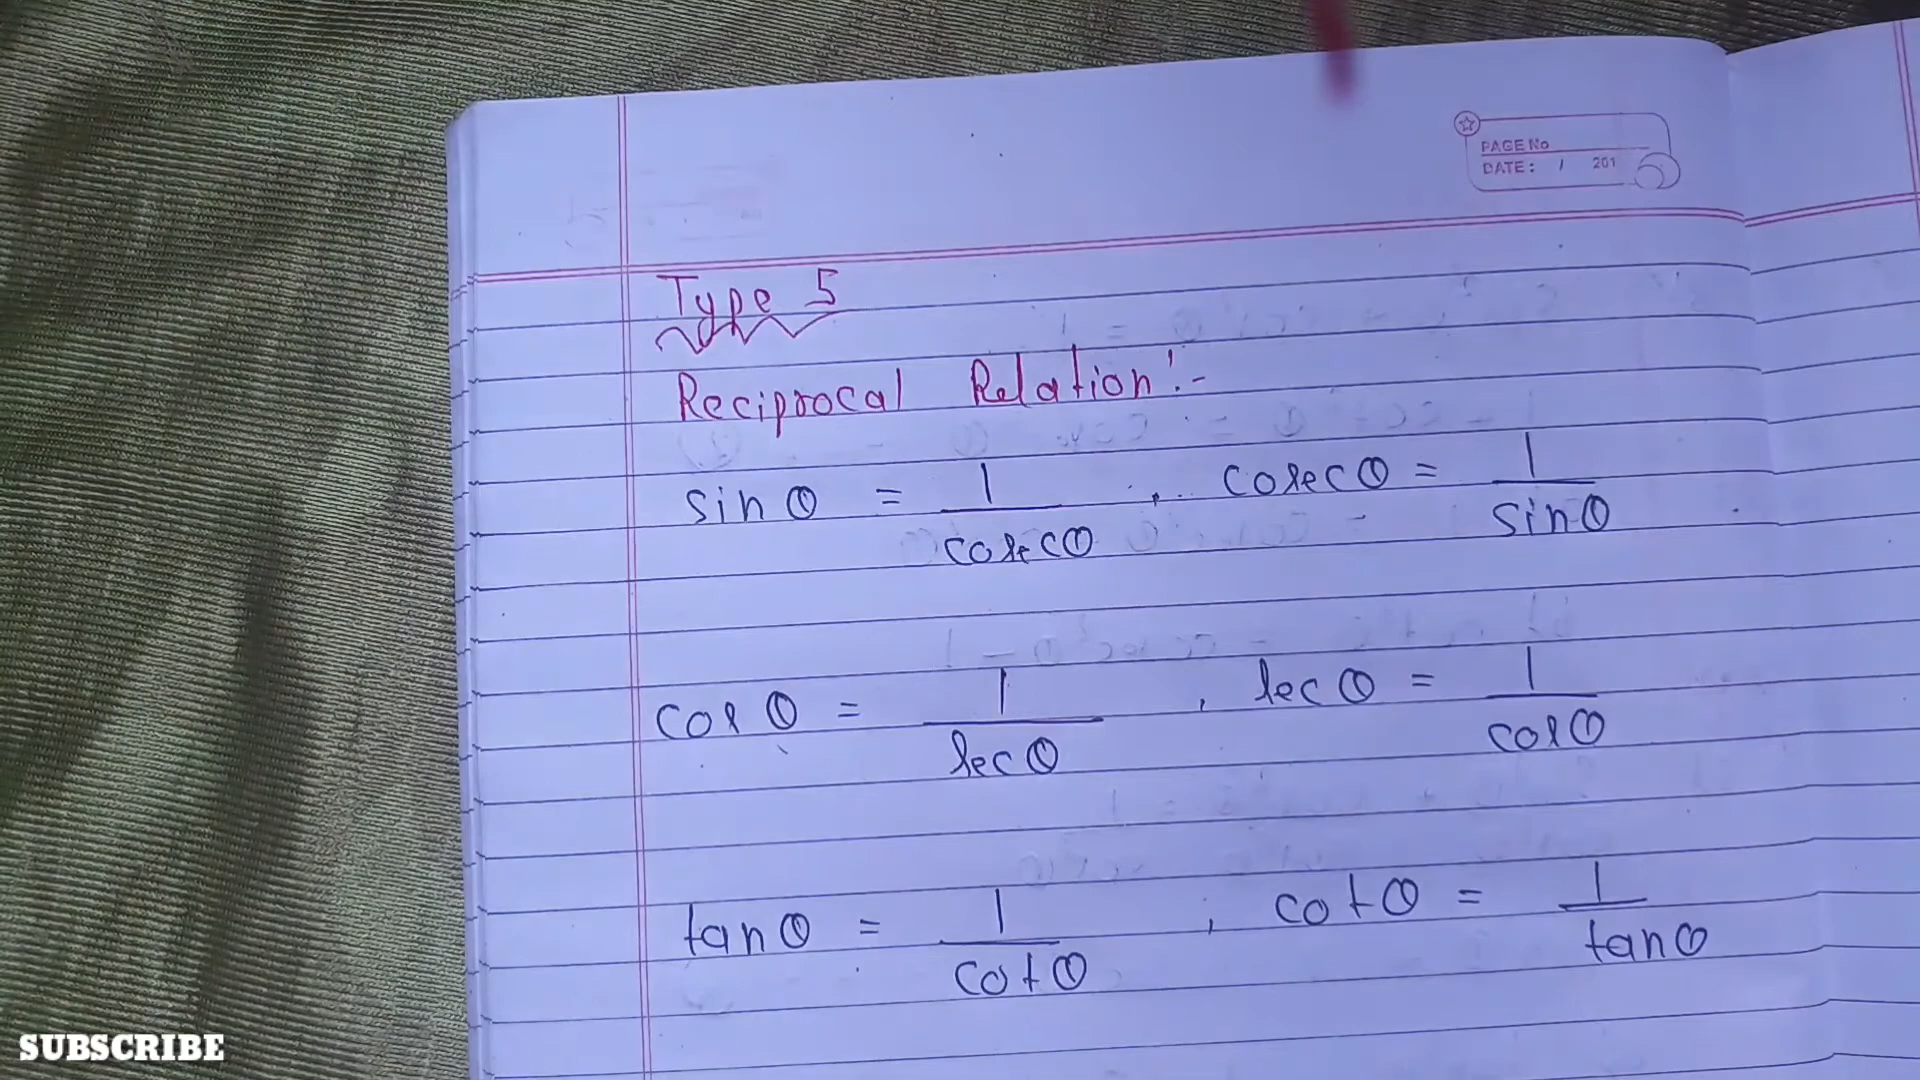 PAGE No
DATE: / 201
Type 5
Reciprocal Relation :-
sin θ = 1/cosec θ , cosec θ = 1/sin θ
cos θ = 1/sec θ , sec θ = 1/cos θ
tan θ = 1/cot θ , cot θ = 1/tan θ
SUBSCRIBE